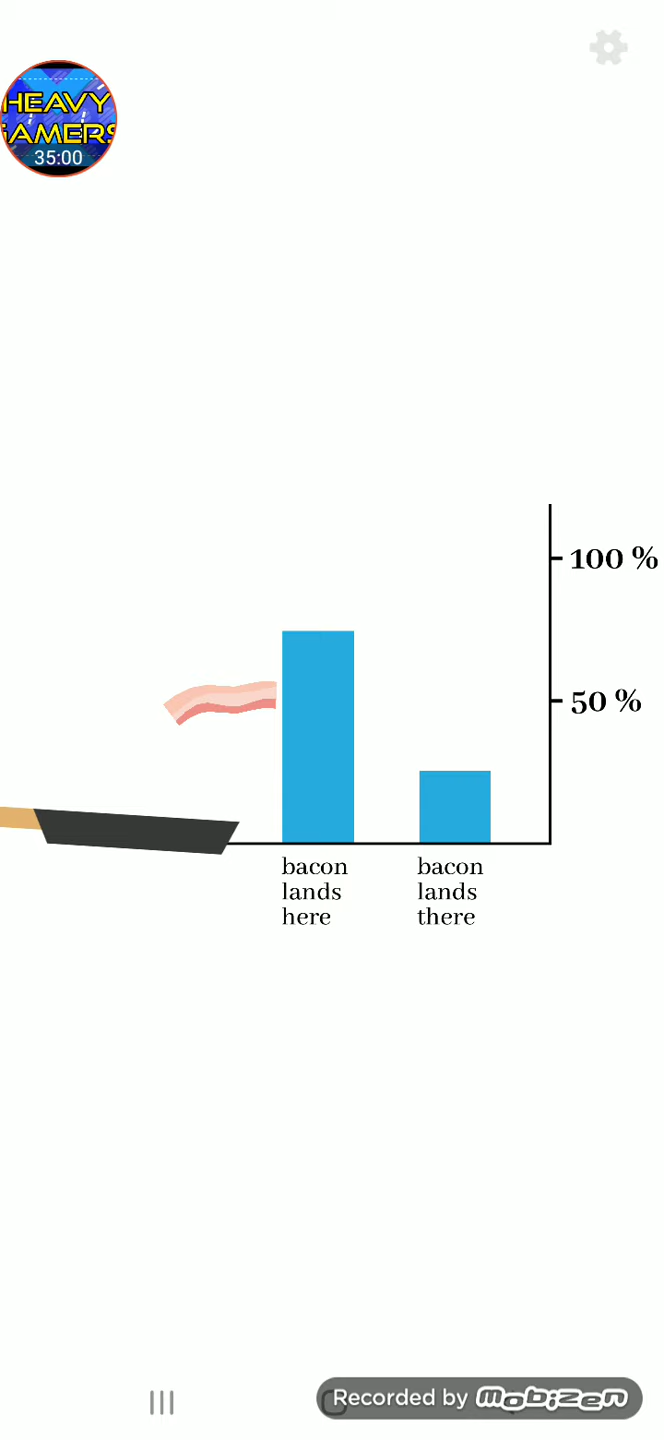 HEAVY
GAMERS
35:00
100 %
50 %
bacon
lands
here
bacon
lands
there
Recorded by mobizen